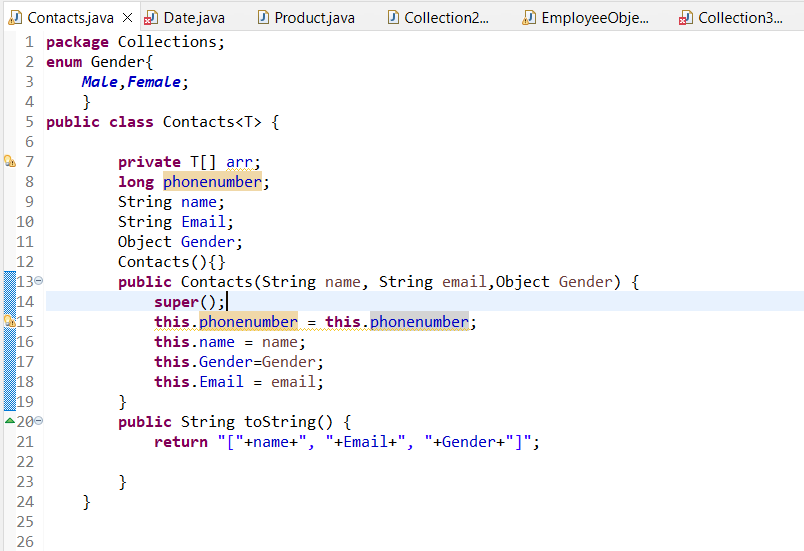 Contacts.java Date.java Product.java Collection2... EmployeeObje... Collection3...
1 package Collections;
2 enum Gender{
3     Male,Female;
4     }
5 public class Contacts<T> {
6
7         private T[] arr;
8         long phonenumber;
9         String name;
10         String Email;
11         Object Gender;
12         Contacts(){}
13         public Contacts(String name, String email,Object Gender) {
14             super();
15             this.phonenumber = this.phonenumber;
16             this.name = name;
17             this.Gender=Gender;
18             this.Email = email;
19         }
20         public String toString() {
21             return "["+name+", "+Email+", "+Gender+"]";
22
23         }
24     }
25
26